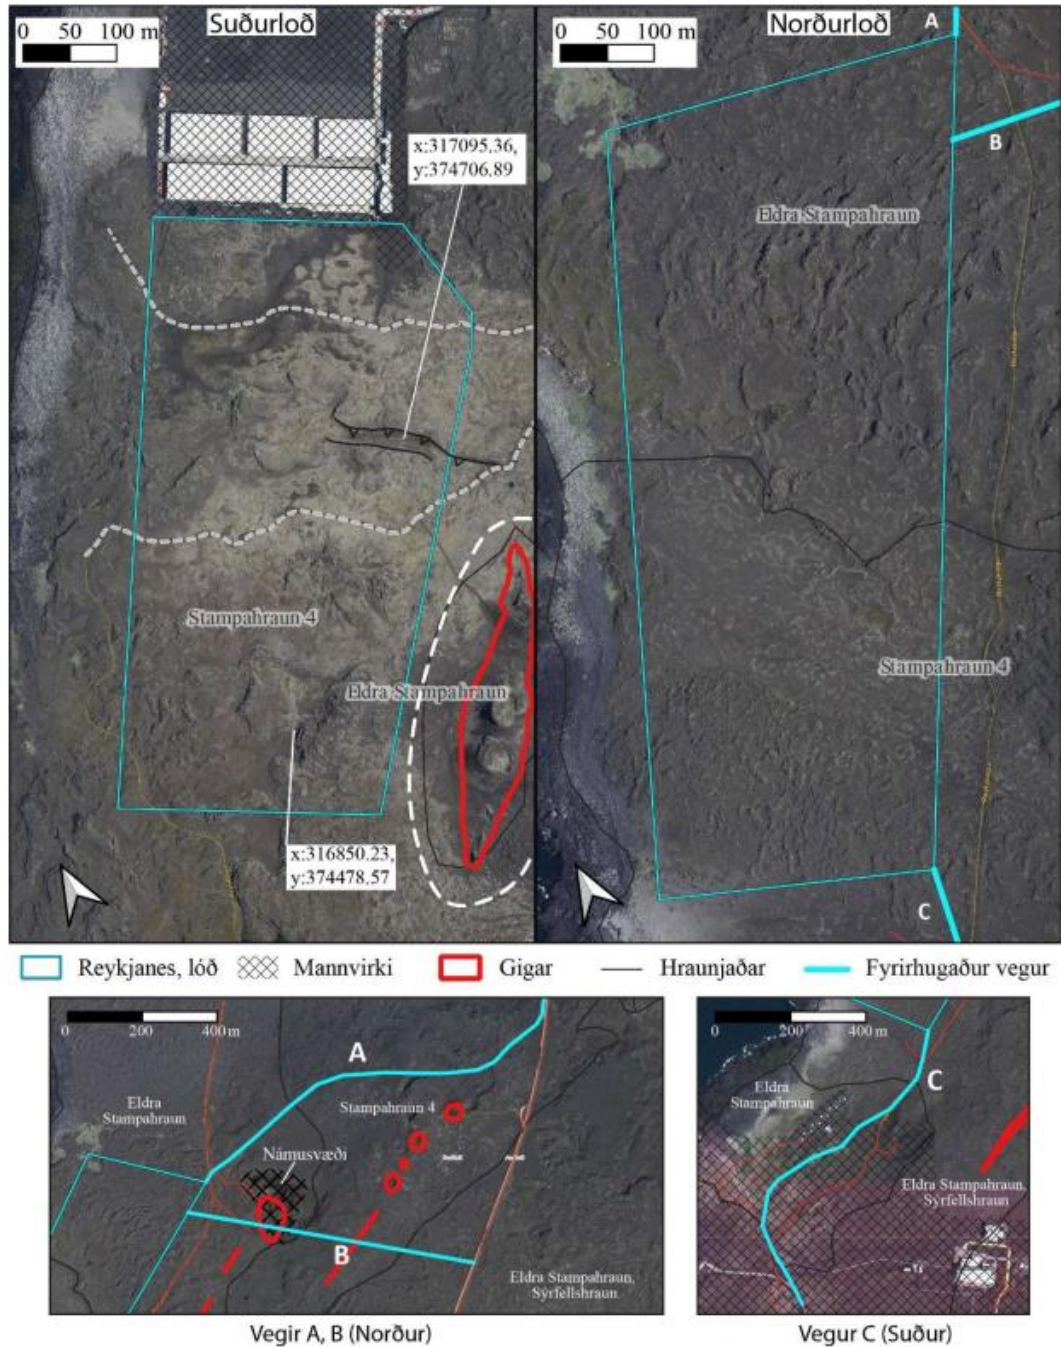 Suðurloð
0 50 100 m
x:317095.36,
y:374706.89
Stampahraun 4
Eldra Stampahraun
x:316850.23,
y:374478.57
Norðurloð
0 50 100 m
A
B
Eldra Stampahraun
Stampahraun 4
C
Reykjanes, lóð
Mannvirki
Gigar
Hraunjaðar
Fyrirhugaður vegur
0 200 400 m
A
Eldra
Stampahraun
Stampahraun 4
Námusvæði
B
Eldra Stampahraun,
Sýrfellshraun
Vegir A, B (Norður)
0 200 400 m
C
Eldra
Stampahraun
Eldra Stampahraun,
Sýrfellshraun
Vegur C (Suður)